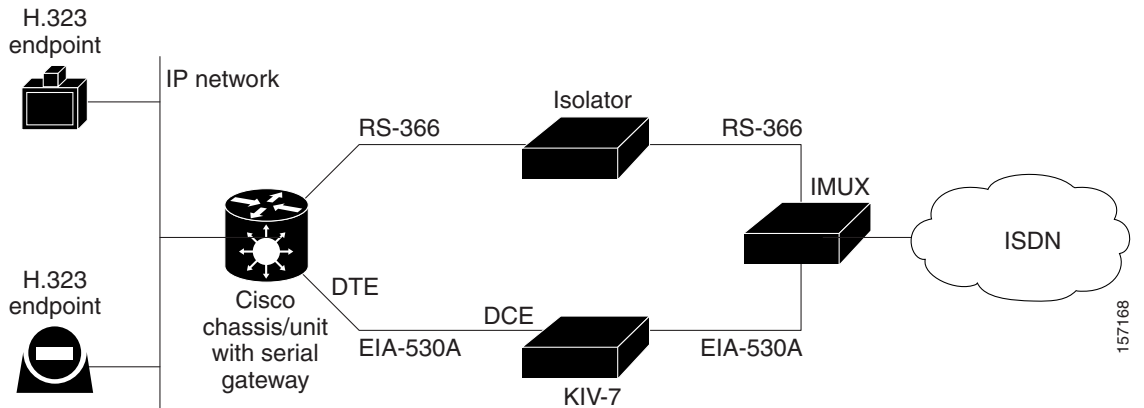 H.323
endpoint
IP network
Isolator
RS-366
RS-366
IMUX
ISDN
H.323
endpoint
DTE
Cisco
chassis/unit
with serial
gateway
DCE
EIA-530A
EIA-530A
KIV-7
157168